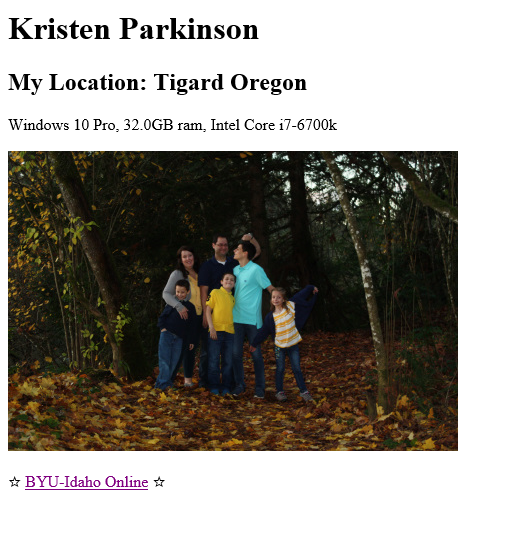 Kristen Parkinson
My Location: Tigard Oregon
Windows 10 Pro, 32.0GB ram, Intel Core i7-6700k
☆ BYU-Idaho Online ☆